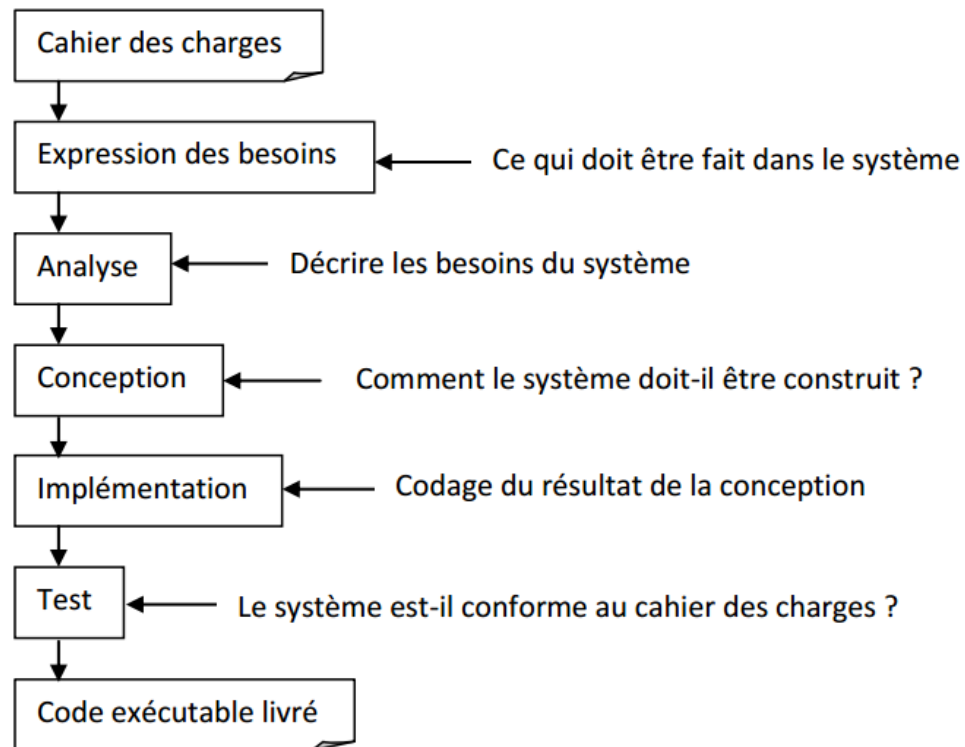 Cahier des charges
Expression des besoins
Ce qui doit être fait dans le système
Analyse
Décrire les besoins du système
Conception
Comment le système doit-il être construit ?
Implémentation
Codage du résultat de la conception
Test
Le système est-il conforme au cahier des charges ?
Code exécutable livré